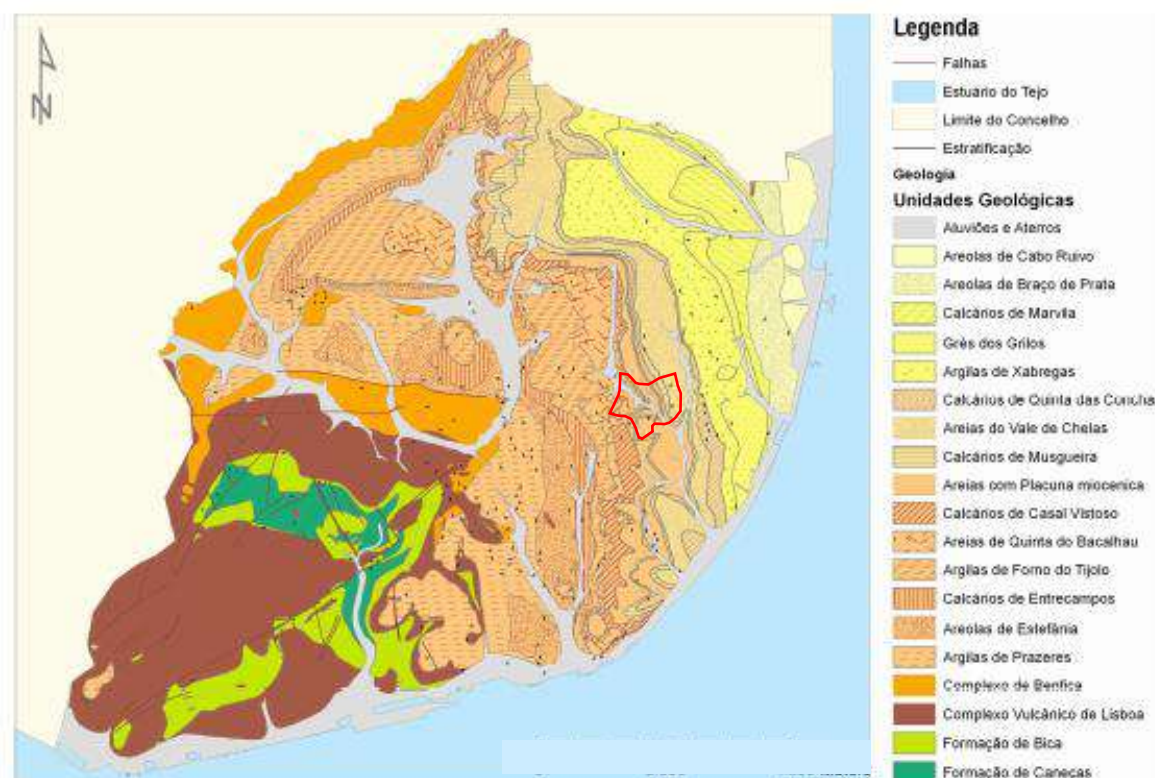 N
Legenda
Falhas
Estuário do Tejo
Limite do Concelho
Estratificação
Geologia
Unidades Geológicas
Aluviões e Aterros
Areolas de Cabo Ruivo
Areolas de Braço de Prata
Calcários de Marvila
Grés dos Grilos
Argilas de Xabregas
Calcários de Quinta das Concha
Areias do Vale de Chelas
Calcários de Musgueira
Areias com Placuna miocenica
Calcários de Casal Vistoso
Areias de Quinta do Bacalhau
Argilas de Forno do Tijolo
Calcários de Entrecampos
Areolas de Estefânia
Argilas de Prazeres
Complexo de Benfica
Complexo Vulcânico de Lisboa
Formação de Bica
Formação de Caneças